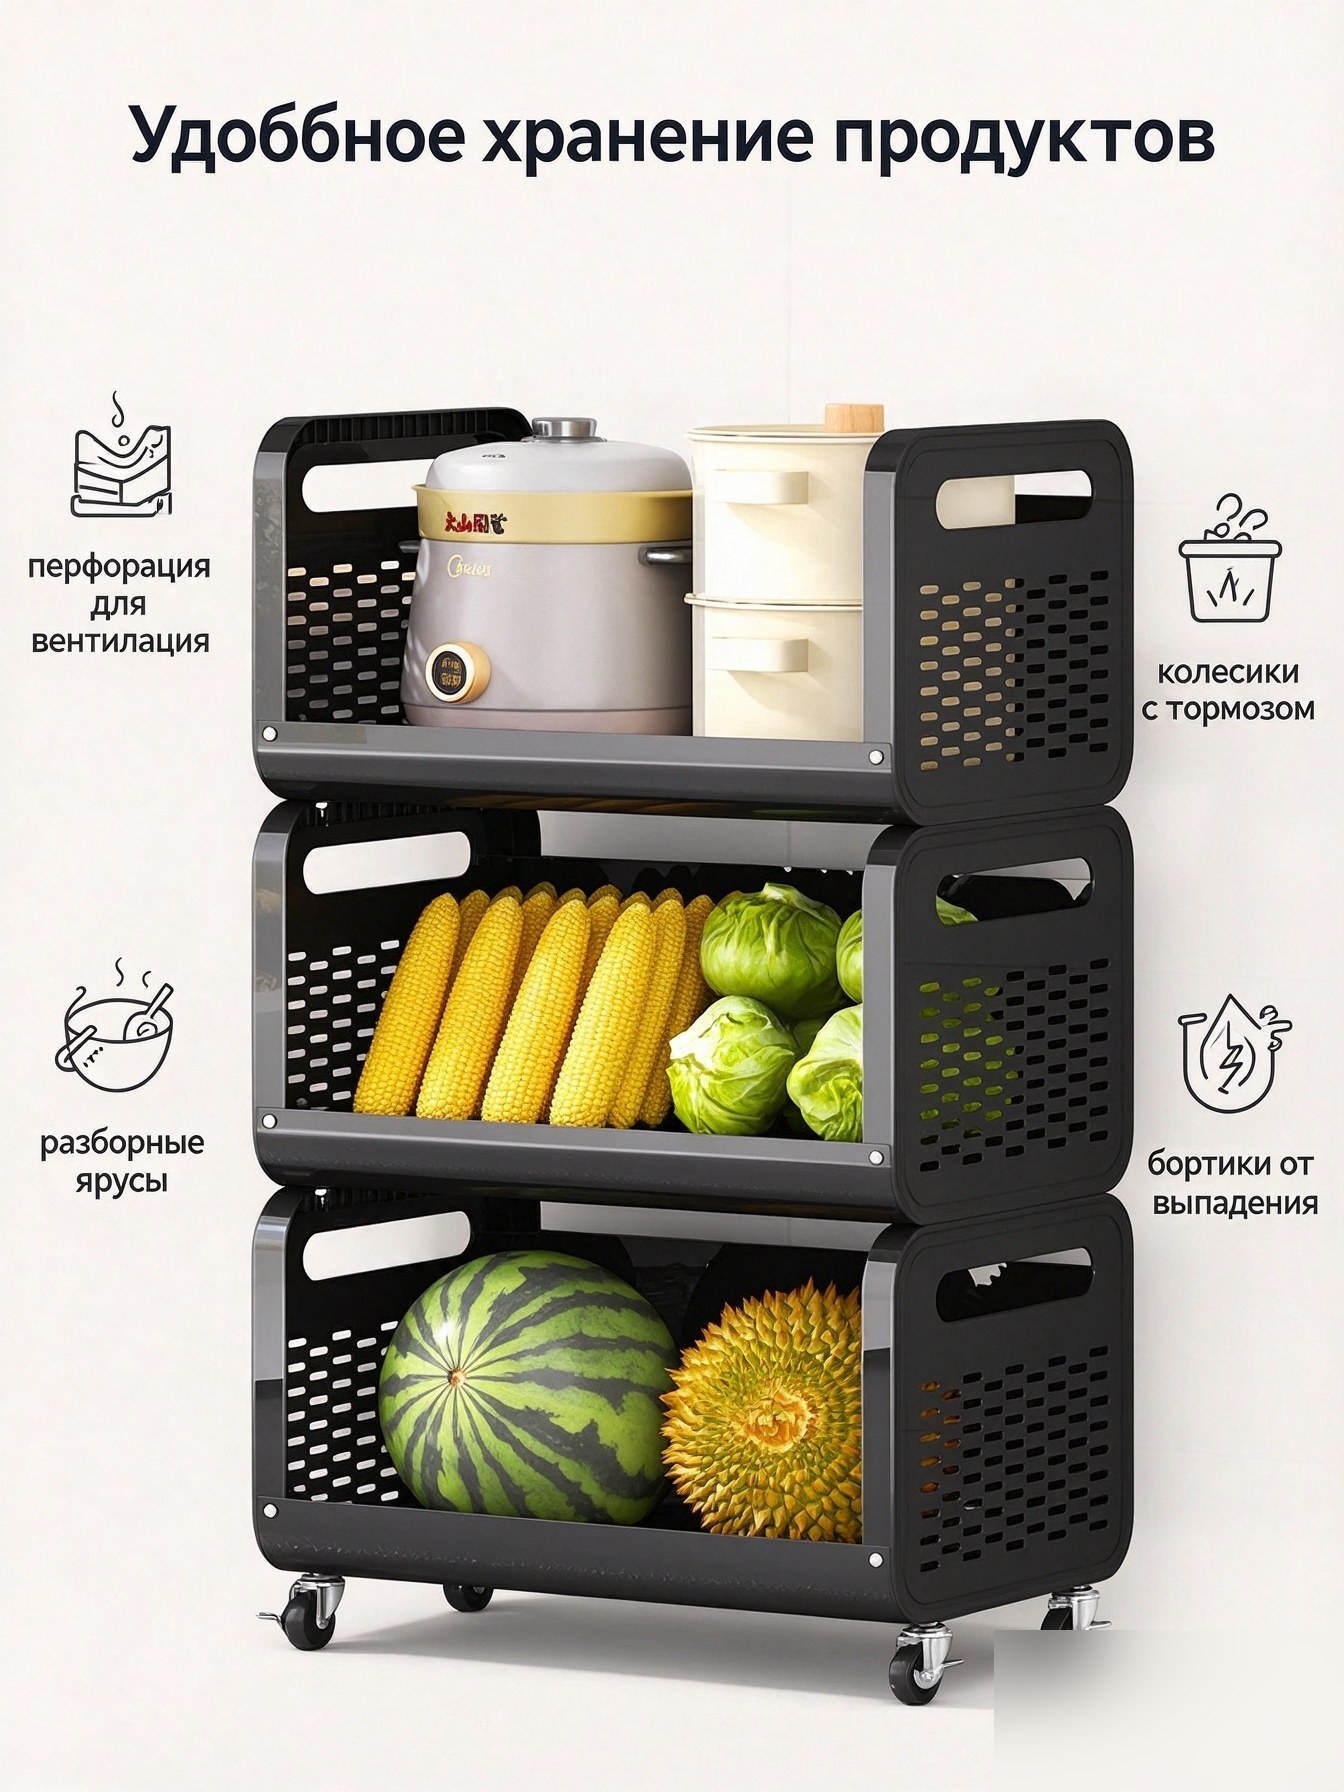 Удоббное хранение продуктов
перфорация
для
вентилация
колесики
с тормозом
разборные
ярусы
бортики от
выпадения